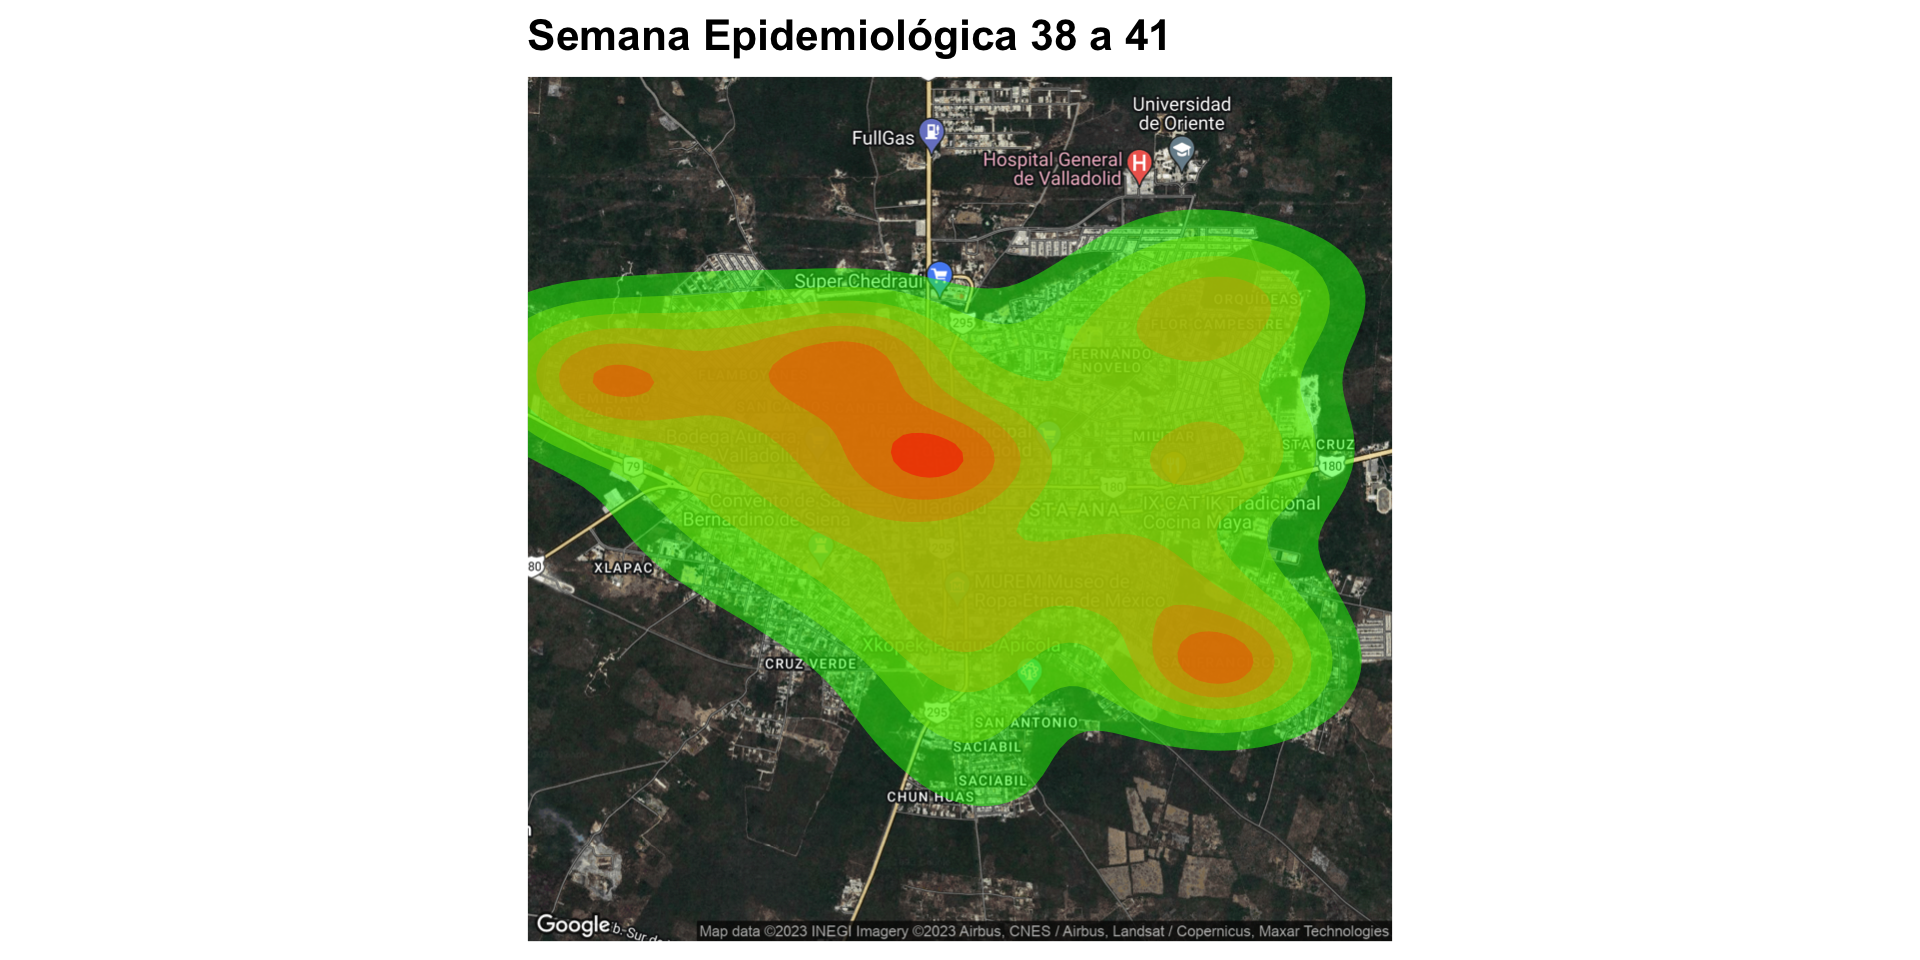 Semana Epidemiológica 38 a 41
Universidad
de Oriente
FullGas
Hospital General
de Valladolid
Súper Chedraui
295
ORQUÍDEAS
FLOR CAMPESTRE
FERNANDO
NOVELO
Bodega Aurrera
Valladolid
MILITAR
STA CRUZ
79
180
180
Convento de San
Bernardino de Siena
Valladolid
STA ANA
IX CAT IK Tradicional
Cocina Maya
80
XLAPAC
MUREM Museo de
Ropa Étnica de México
Xkopek, Parque Apícola
CRUZ VERDE
295
SAN ANTONIO
SACIABIL
SACIABIL
CHUN HUAS
Google
b. Sur de
Map data ©2023 INEGI Imagery ©2023 Airbus, CNES / Airbus, Landsat / Copernicus, Maxar Technologies